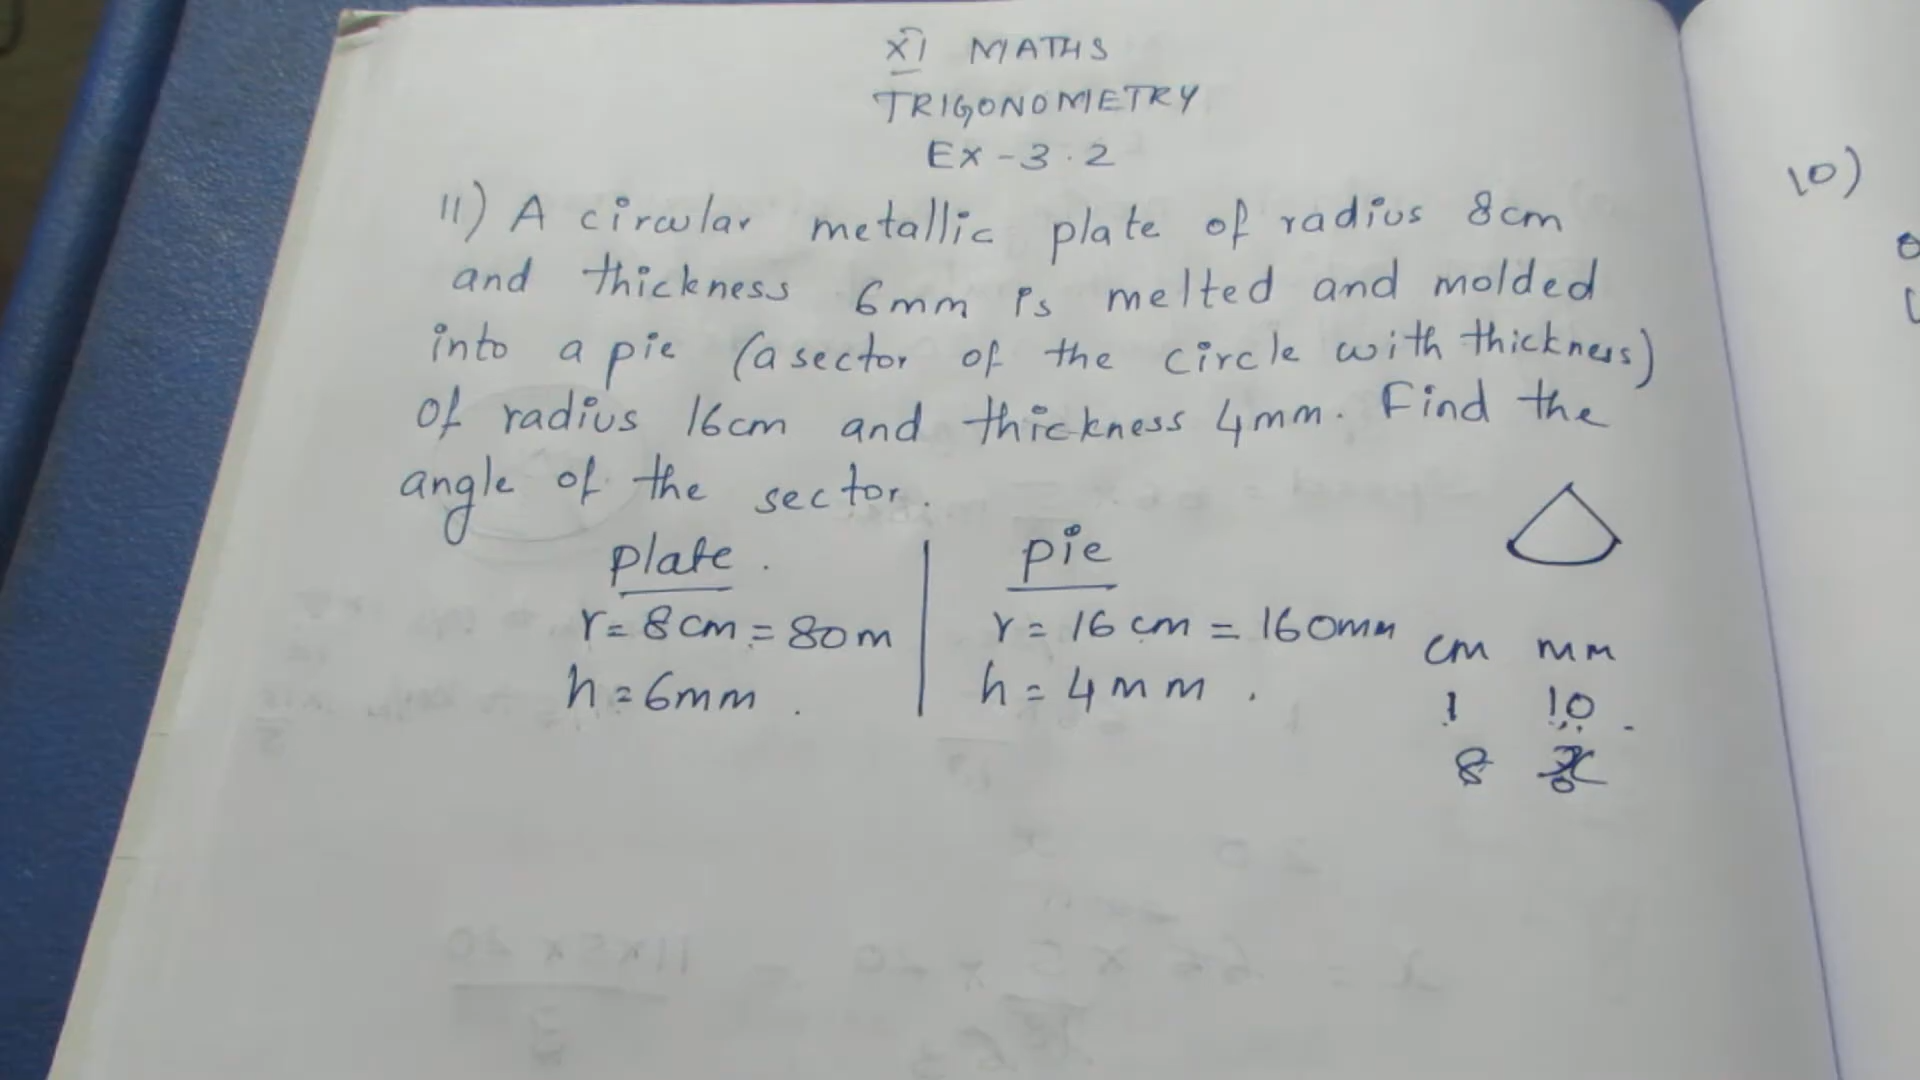 XI MATHS
TRIGONOMETRY
EX-3.2
11) A circular metallic plate of radius 8cm
and thickness 6mm is melted and molded
into a pie (a sector of the circle with thickness)
of radius 16cm and thickness 4mm. Find the
angle of the sector.
plate.
r=8cm=80m
h=6mm.
pie
r=16cm=160mm
h=4mm.
cm mm
1 10.
8
10)